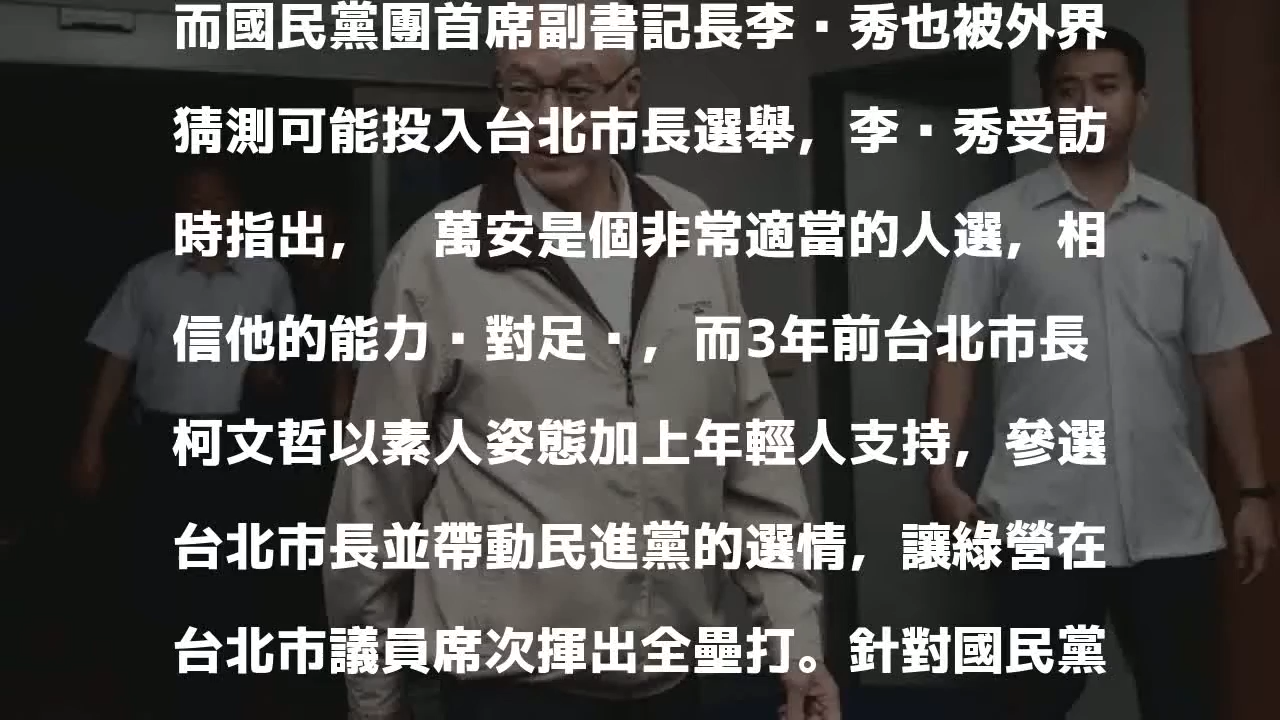 而國民黨團首席副書記長李▪秀也被外界
猜測可能投入台北市長選舉，李▪秀受訪
時指出，　萬安是個非常適當的人選，相
信他的能力▪對足▪，而3年前台北市長
柯文哲以素人姿態加上年輕人支持，參選
台北市長並帶動民進黨的選情，讓綠營在
台北市議員席次揮出全壘打。針對國民黨